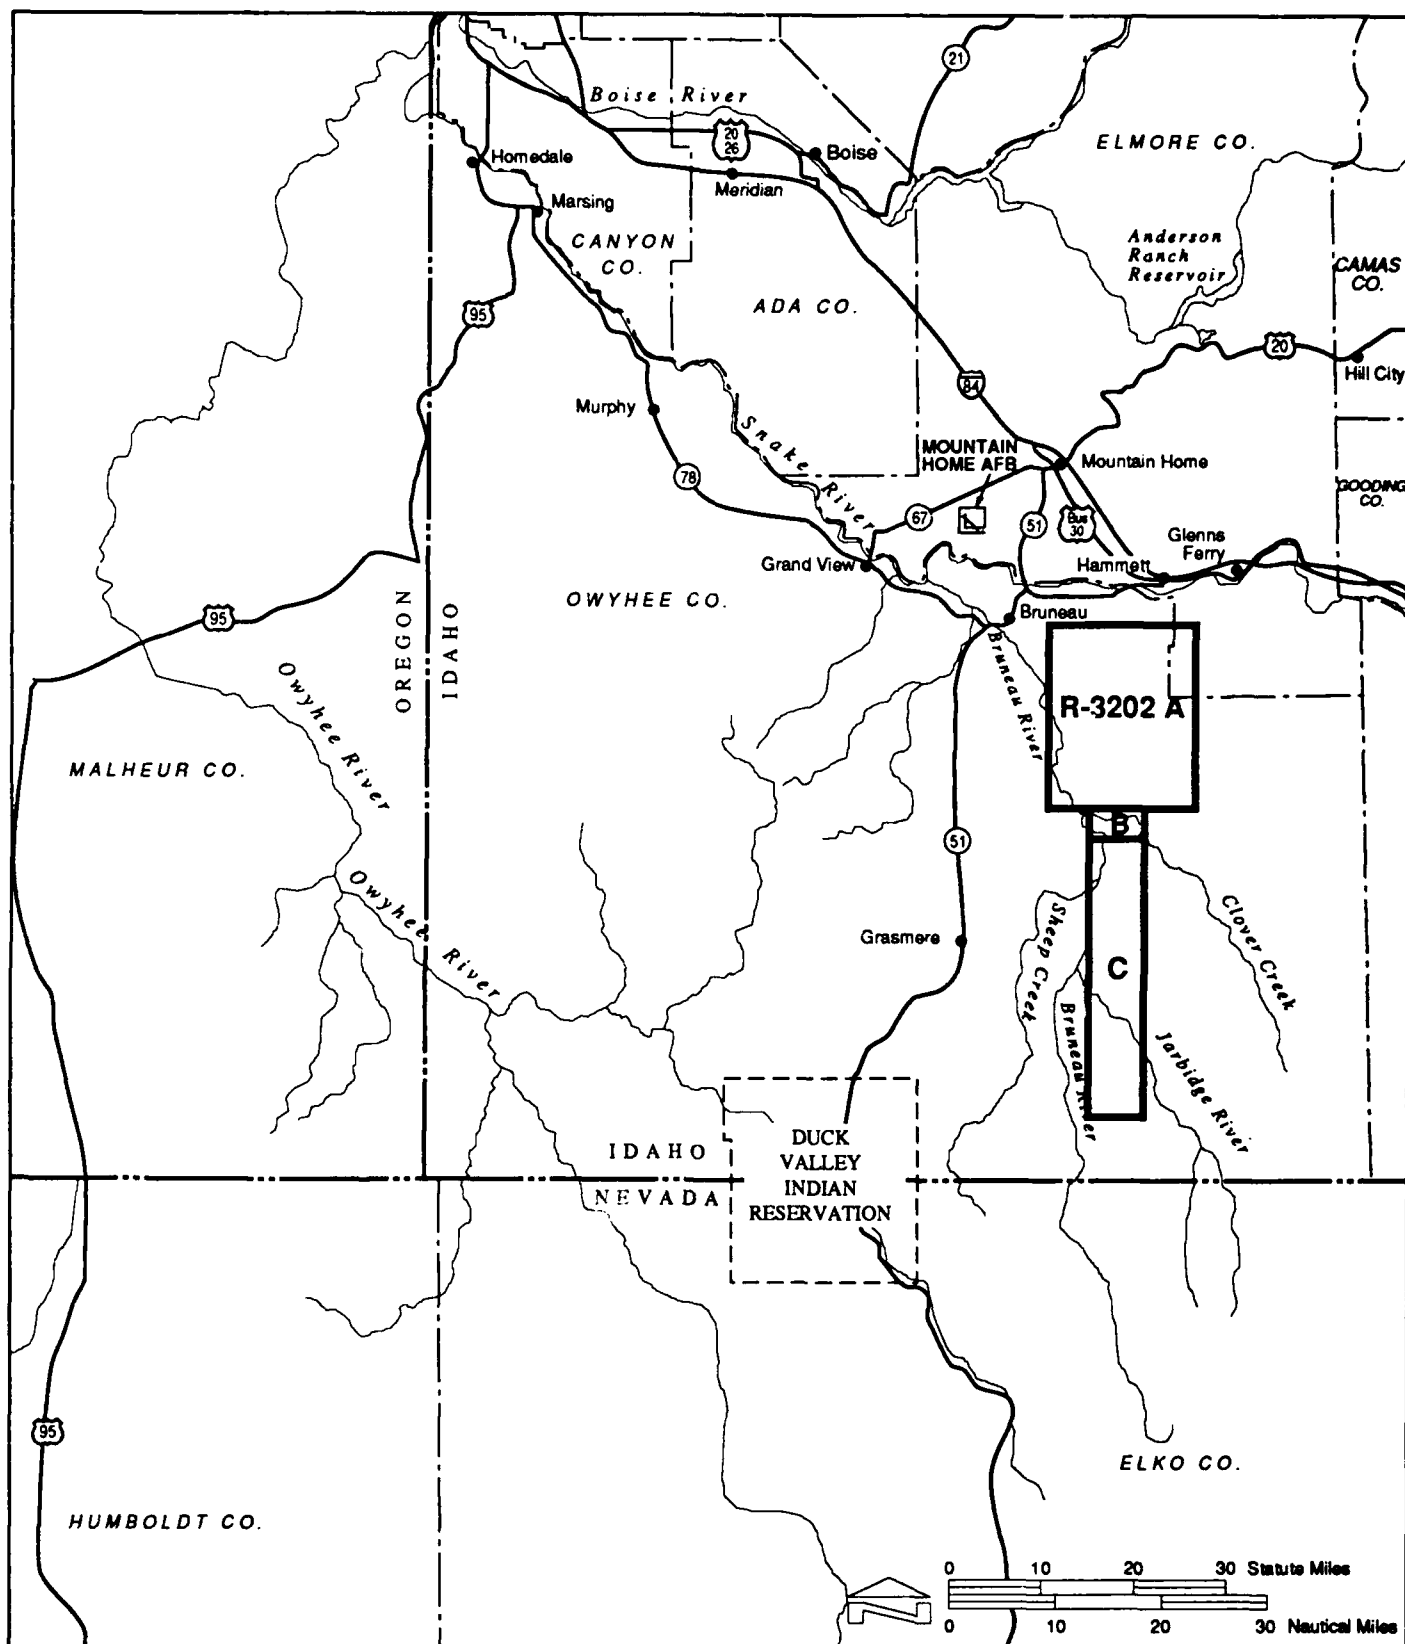 21
Boise River
20
26
ELMORE CO.
Boise
Homedale
Meridian
Marsing
CANYON
CO.
Anderson
Ranch
Reservoir
CAMAS
CO.
ADA CO.
95
20
Hill City
84
Murphy
Snake River
MOUNTAIN
HOME AFB
Mountain Home
78
GOODING
CO.
67
51
Bus
30
Glenns
Ferry
Grand View
Hammett
OWYHEE CO.
95
OREGON
IDAHO
Bruneau
Bruneau River
Owyhee River
R-3202 A
MALHEUR CO.
B
51
Owyhee River
Sheep Creek
Clover Creek
Grasmere
C
Bruneau River
Jarbidge River
DUCK
VALLEY
INDIAN
RESERVATION
IDAHO
NEVADA
95
ELKO CO.
HUMBOLDT CO.
0 10 20 30 Statute Miles
0 10 20 30 Nautical Miles